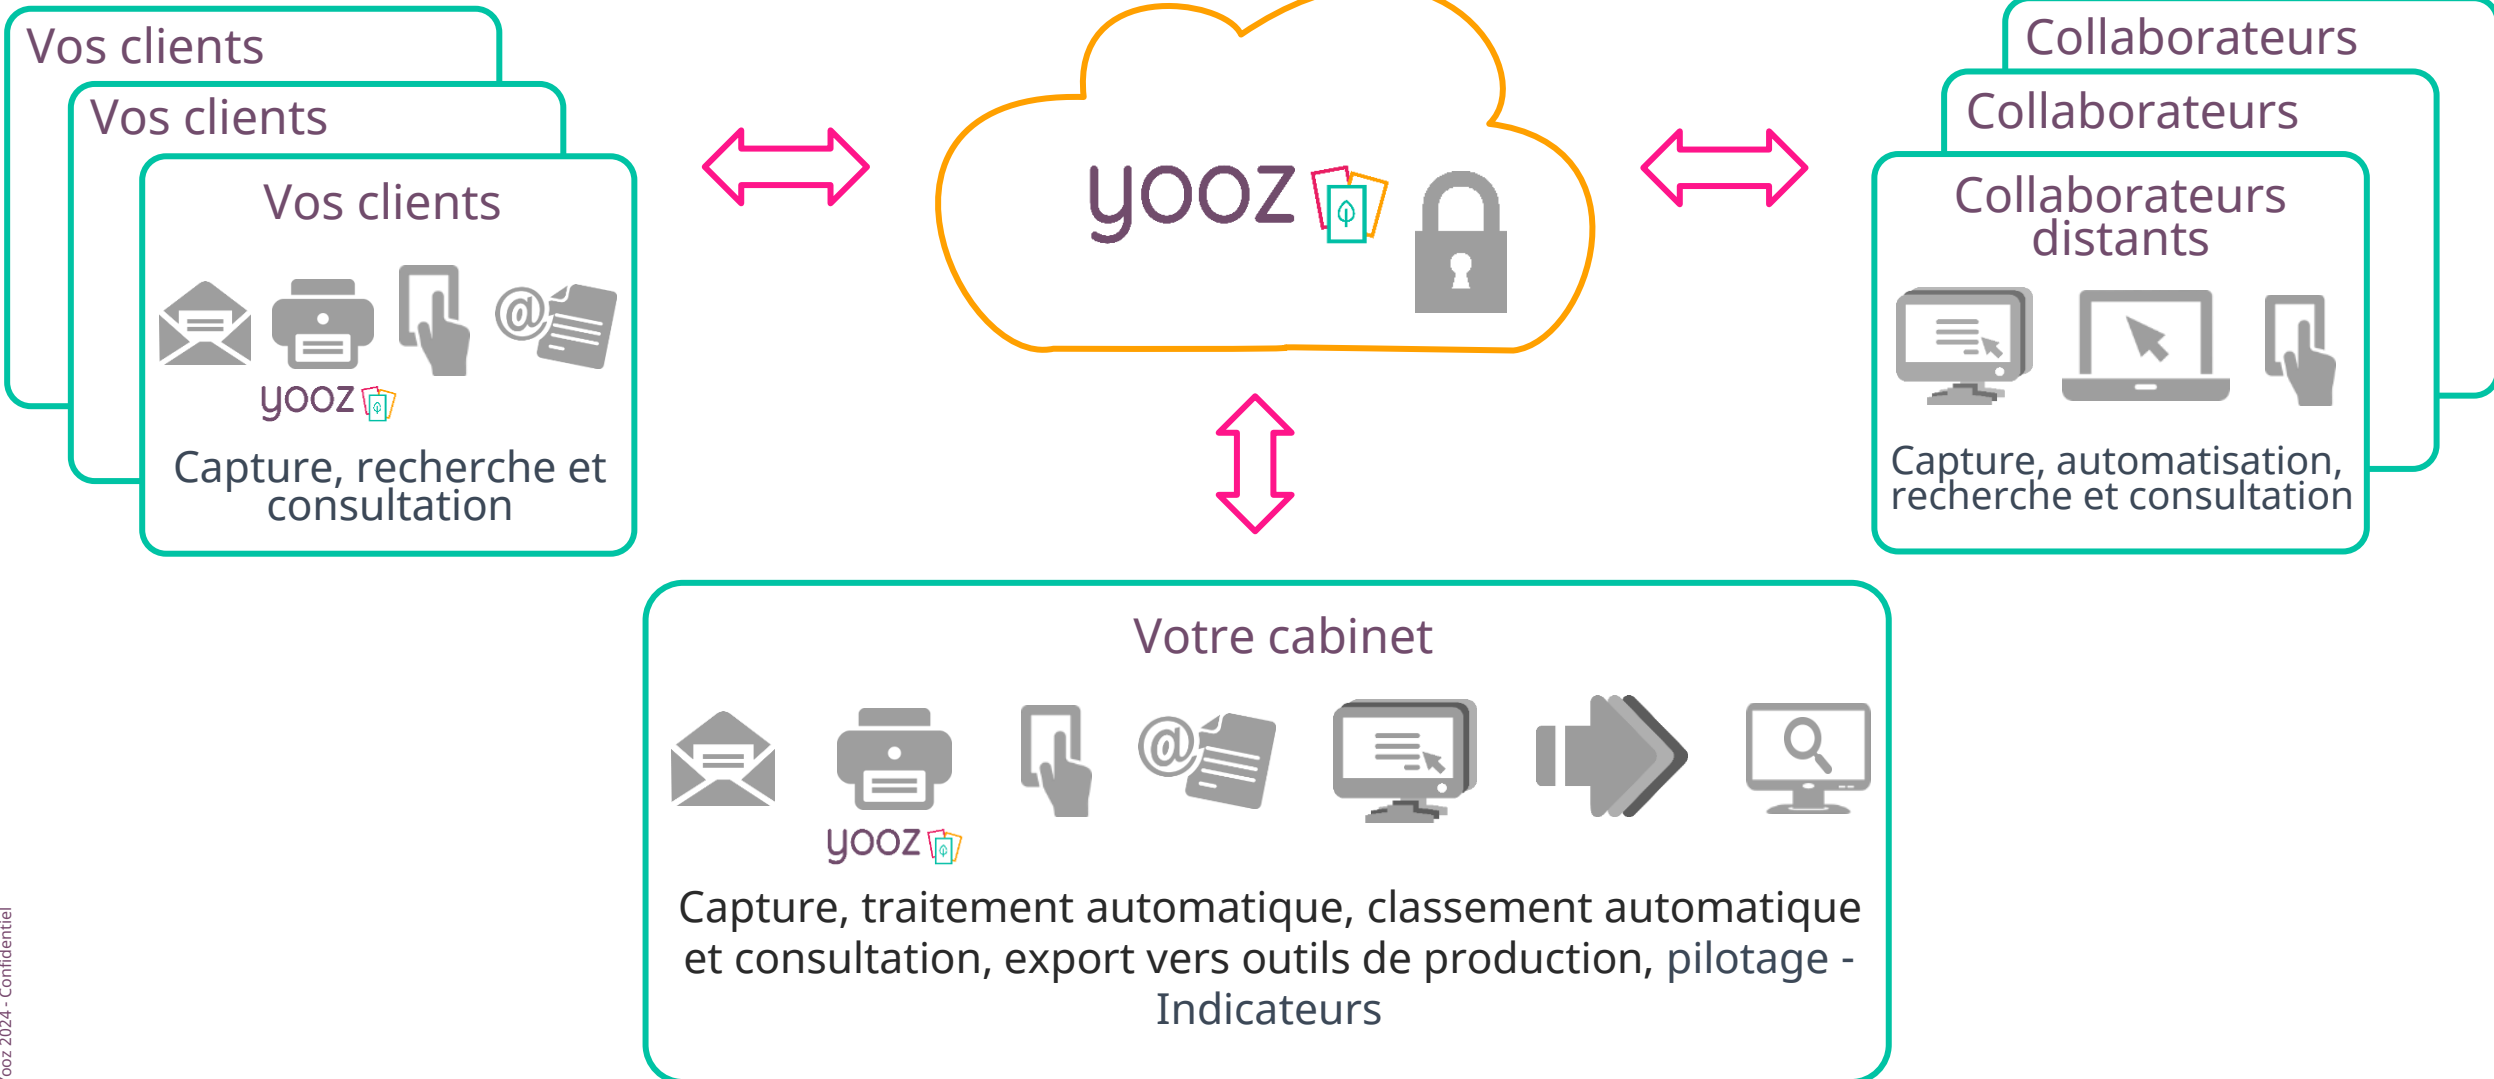 Vos clients
Vos clients
Vos clients
yooz
Capture, recherche et
consultation
yooz
Collaborateurs
Collaborateurs
Collaborateurs
distants
Capture, automatisation,
recherche et consultation
Votre cabinet
yooz
Capture, traitement automatique, classement automatique
et consultation, export vers outils de production, pilotage -
Indicateurs
2024 - Confidentiel